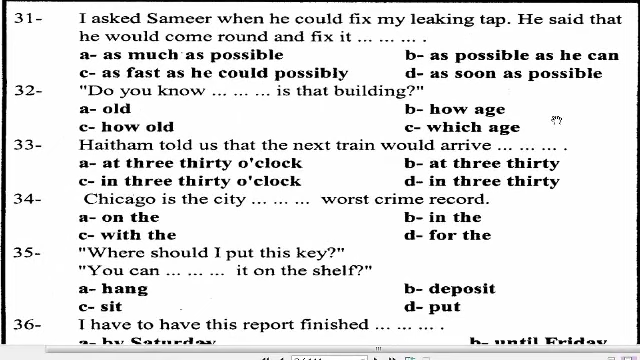 31- I asked Sameer when he could fix my leaking tap. He said that
he would come round and fix it ... ... ... .
a- as much as possible b- as possible as he can
c- as fast as he could possibly d- as soon as possible
32- "Do you know ... ... ... is that building?"
a- old b- how age
c- how old c- which age
33- Haitham told us that the next train would arrive ... ... ... .
a- at three thirty o'clock b- at three thirty
c- in three thirty o'clock d- in three thirty
34- Chicago is the city ... ... ... worst crime record.
a- on the b- in the
c- with the d- for the
35- "Where should I put this key?"
"You can ... ... ... it on the shelf?"
a- hang b- deposit
c- sit d- put
36- I have to have this report finished ... ... ... .
a- by Saturday b- until Friday